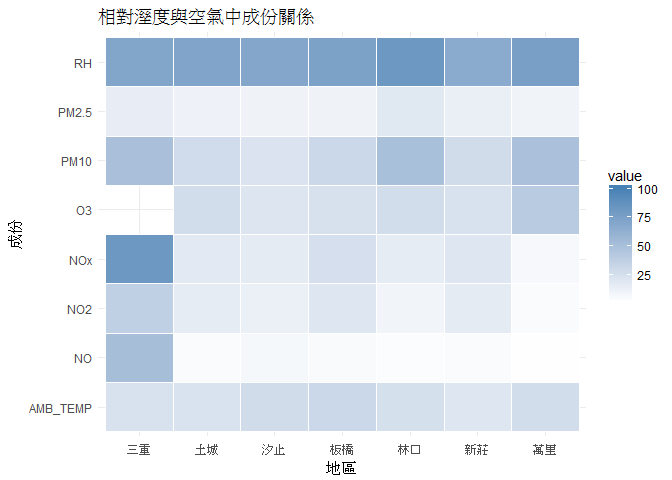 相對溼度與空氣中成份關係
RH
PM2.5
PM10
O3
NOx
NO2
NO
AMB_TEMP
成份
三重 土城 汐止 板橋 林口 新莊 萬里
地區
value
100
75
50
25